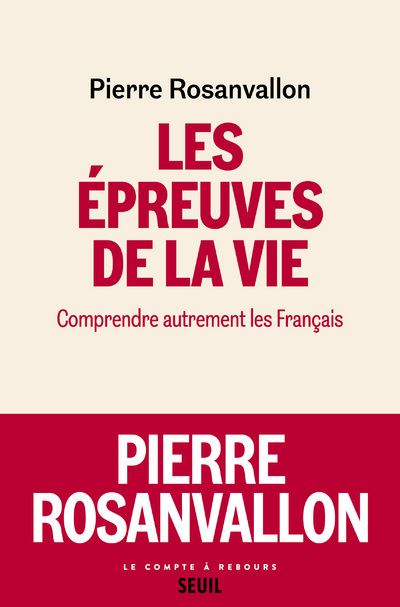 Pierre Rosanvallon
LES
ÉPREUVES
DE LA VIE
Comprendre autrement les Français
PIERRE
ROSANVALLON
LE COMPTE À REBOURS
SEUIL